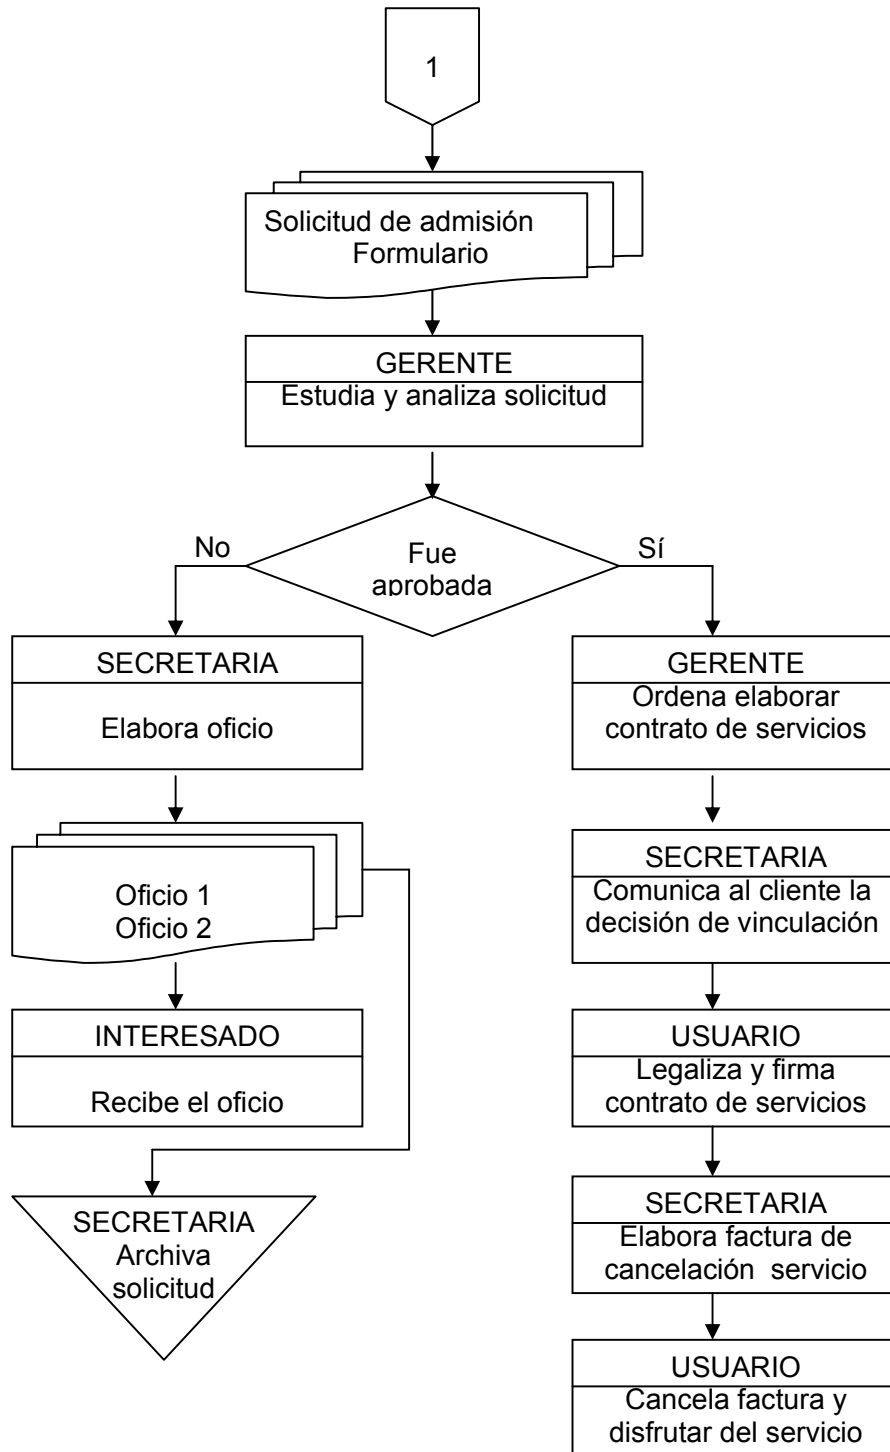 1
Solicitud de admisión
Formulario
GERENTE
Estudia y analiza solicitud
No
Fue
aprobada
Sí
SECRETARIA
Elabora oficio
Oficio 1
Oficio 2
INTERESADO
Recibe el oficio
SECRETARIA
Archiva
solicitud
GERENTE
Ordena elaborar
contrato de servicios
SECRETARIA
Comunica al cliente la
decisión de vinculación
USUARIO
Legaliza y firma
contrato de servicios
SECRETARIA
Elabora factura de
cancelación  servicio
USUARIO
Cancela factura y
disfrutar del servicio